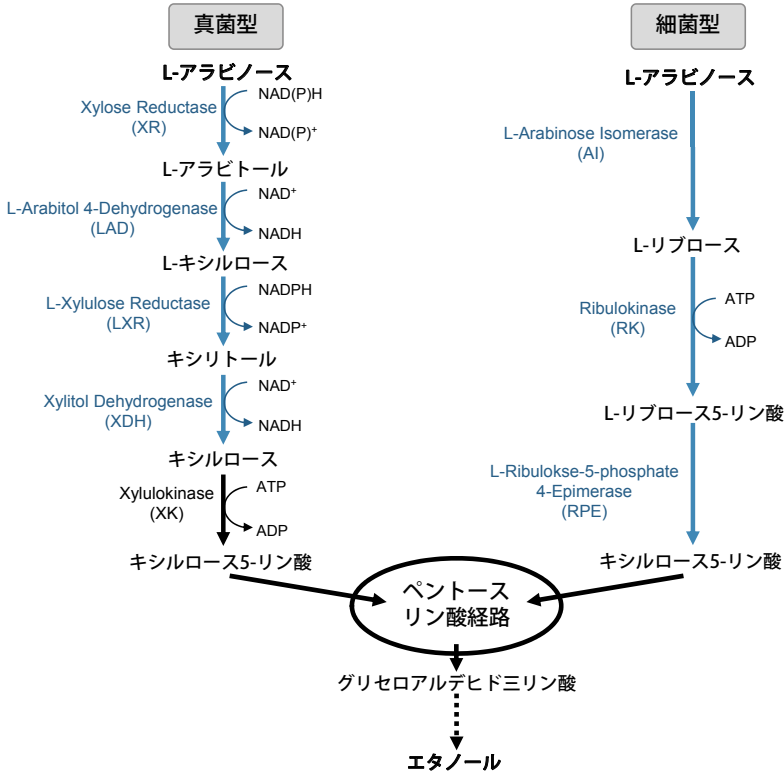 真菌型
L-アラビノース
Xylose Reductase
(XR)
NAD(P)H
NAD(P)+
L-アラビトール
L-Arabitol 4-Dehydrogenase
(LAD)
NAD+
NADH
L-キシルロース
L-Xylulose Reductase
(LXR)
NADPH
NADP+
キシリトール
Xylitol Dehydrogenase
(XDH)
NAD+
NADH
キシルロース
Xylulokinase
(XK)
ATP
ADP
キシルロース5-リン酸
細菌型
L-アラビノース
L-Arabinose Isomerase
(AI)
L-リブロース
Ribulokinase
(RK)
ATP
ADP
L-リブロース5-リン酸
L-Ribulokse-5-phosphate
4-Epimerase
(RPE)
キシルロース5-リン酸
ペントース
リン酸経路
グリセロアルデヒド三リン酸
エタノール